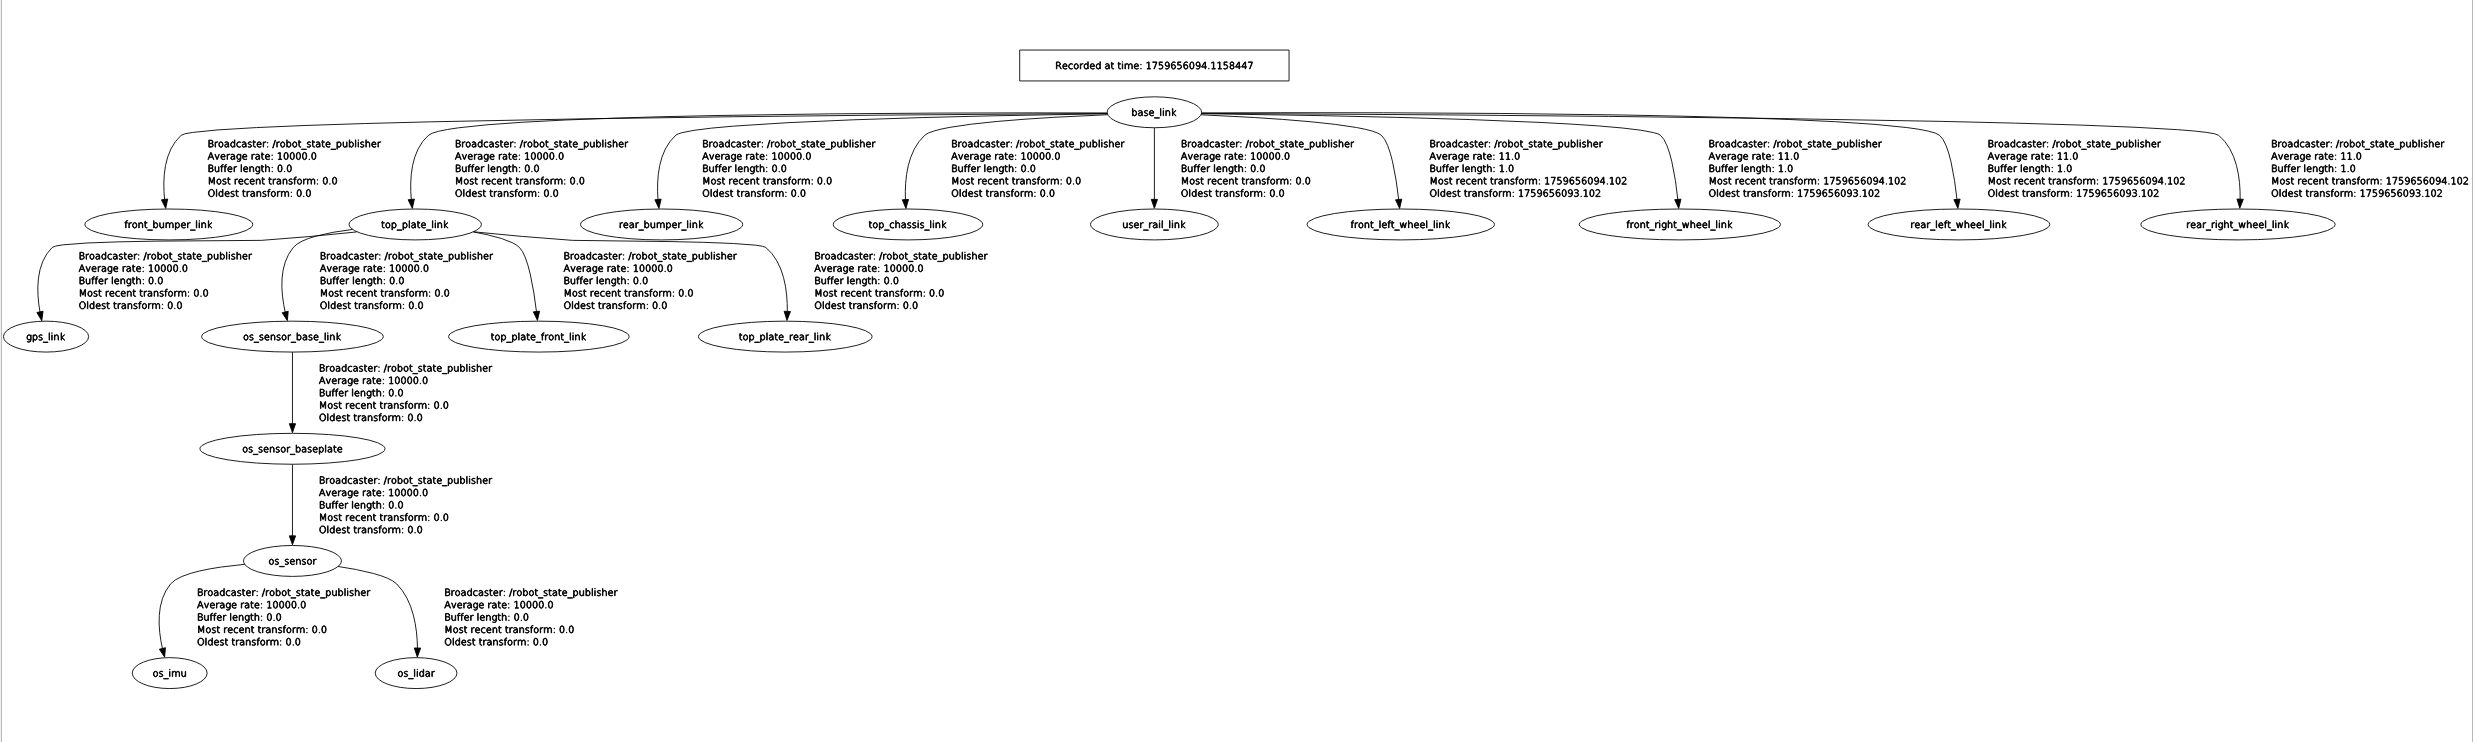 Recorded at time: 1759656094.1158447
base_link
Broadcaster: /robot_state_publisher
Average rate: 10000.0
Buffer length: 0.0
Most recent transform: 0.0
Oldest transform: 0.0
Broadcaster: /robot_state_publisher
Average rate: 10000.0
Buffer length: 0.0
Most recent transform: 0.0
Oldest transform: 0.0
Broadcaster: /robot_state_publisher
Average rate: 10000.0
Buffer length: 0.0
Most recent transform: 0.0
Oldest transform: 0.0
Broadcaster: /robot_state_publisher
Average rate: 10000.0
Buffer length: 0.0
Most recent transform: 0.0
Oldest transform: 0.0
Broadcaster: /robot_state_publisher
Average rate: 10000.0
Buffer length: 0.0
Most recent transform: 0.0
Oldest transform: 0.0
Broadcaster: /robot_state_publisher
Average rate: 11.0
Buffer length: 1.0
Most recent transform: 1759656094.102
Oldest transform: 1759656093.102
Broadcaster: /robot_state_publisher
Average rate: 11.0
Buffer length: 1.0
Most recent transform: 1759656094.102
Oldest transform: 1759656093.102
Broadcaster: /robot_state_publisher
Average rate: 11.0
Buffer length: 1.0
Most recent transform: 1759656094.102
Oldest transform: 1759656093.102
Broadcaster: /robot_state_publisher
Average rate: 11.0
Buffer length: 1.0
Most recent transform: 1759656094.102
Oldest transform: 1759656093.102
front_bumper_link
top_plate_link
rear_bumper_link
top_chassis_link
user_rail_link
front_left_wheel_link
front_right_wheel_link
rear_left_wheel_link
rear_right_wheel_link
Broadcaster: /robot_state_publisher
Average rate: 10000.0
Buffer length: 0.0
Most recent transform: 0.0
Oldest transform: 0.0
Broadcaster: /robot_state_publisher
Average rate: 10000.0
Buffer length: 0.0
Most recent transform: 0.0
Oldest transform: 0.0
Broadcaster: /robot_state_publisher
Average rate: 10000.0
Buffer length: 0.0
Most recent transform: 0.0
Oldest transform: 0.0
Broadcaster: /robot_state_publisher
Average rate: 10000.0
Buffer length: 0.0
Most recent transform: 0.0
Oldest transform: 0.0
gps_link
os_sensor_base_link
top_plate_front_link
top_plate_rear_link
Broadcaster: /robot_state_publisher
Average rate: 10000.0
Buffer length: 0.0
Most recent transform: 0.0
Oldest transform: 0.0
os_sensor_baseplate
Broadcaster: /robot_state_publisher
Average rate: 10000.0
Buffer length: 0.0
Most recent transform: 0.0
Oldest transform: 0.0
os_sensor
Broadcaster: /robot_state_publisher
Average rate: 10000.0
Buffer length: 0.0
Most recent transform: 0.0
Oldest transform: 0.0
Broadcaster: /robot_state_publisher
Average rate: 10000.0
Buffer length: 0.0
Most recent transform: 0.0
Oldest transform: 0.0
os_imu
os_lidar